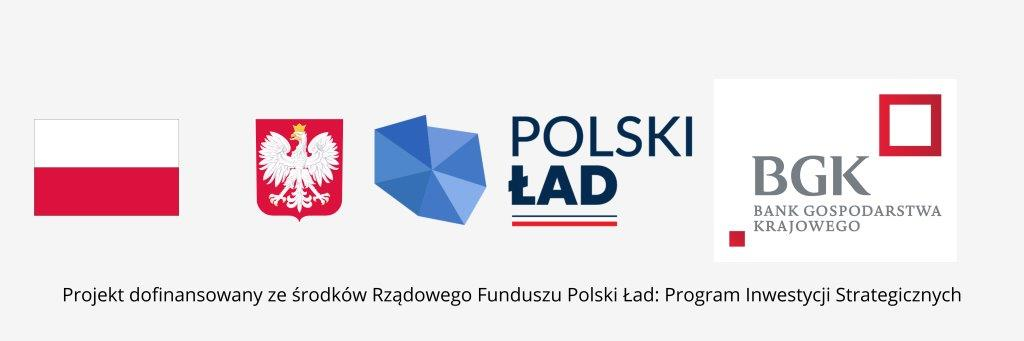 POLSKI
ŁAD
BGK
BANK GOSPODARSTWA
KRAJOWEGO
Projekt dofinansowany ze środków Rządowego Funduszu Polski Ład: Program Inwestycji Strategicznych